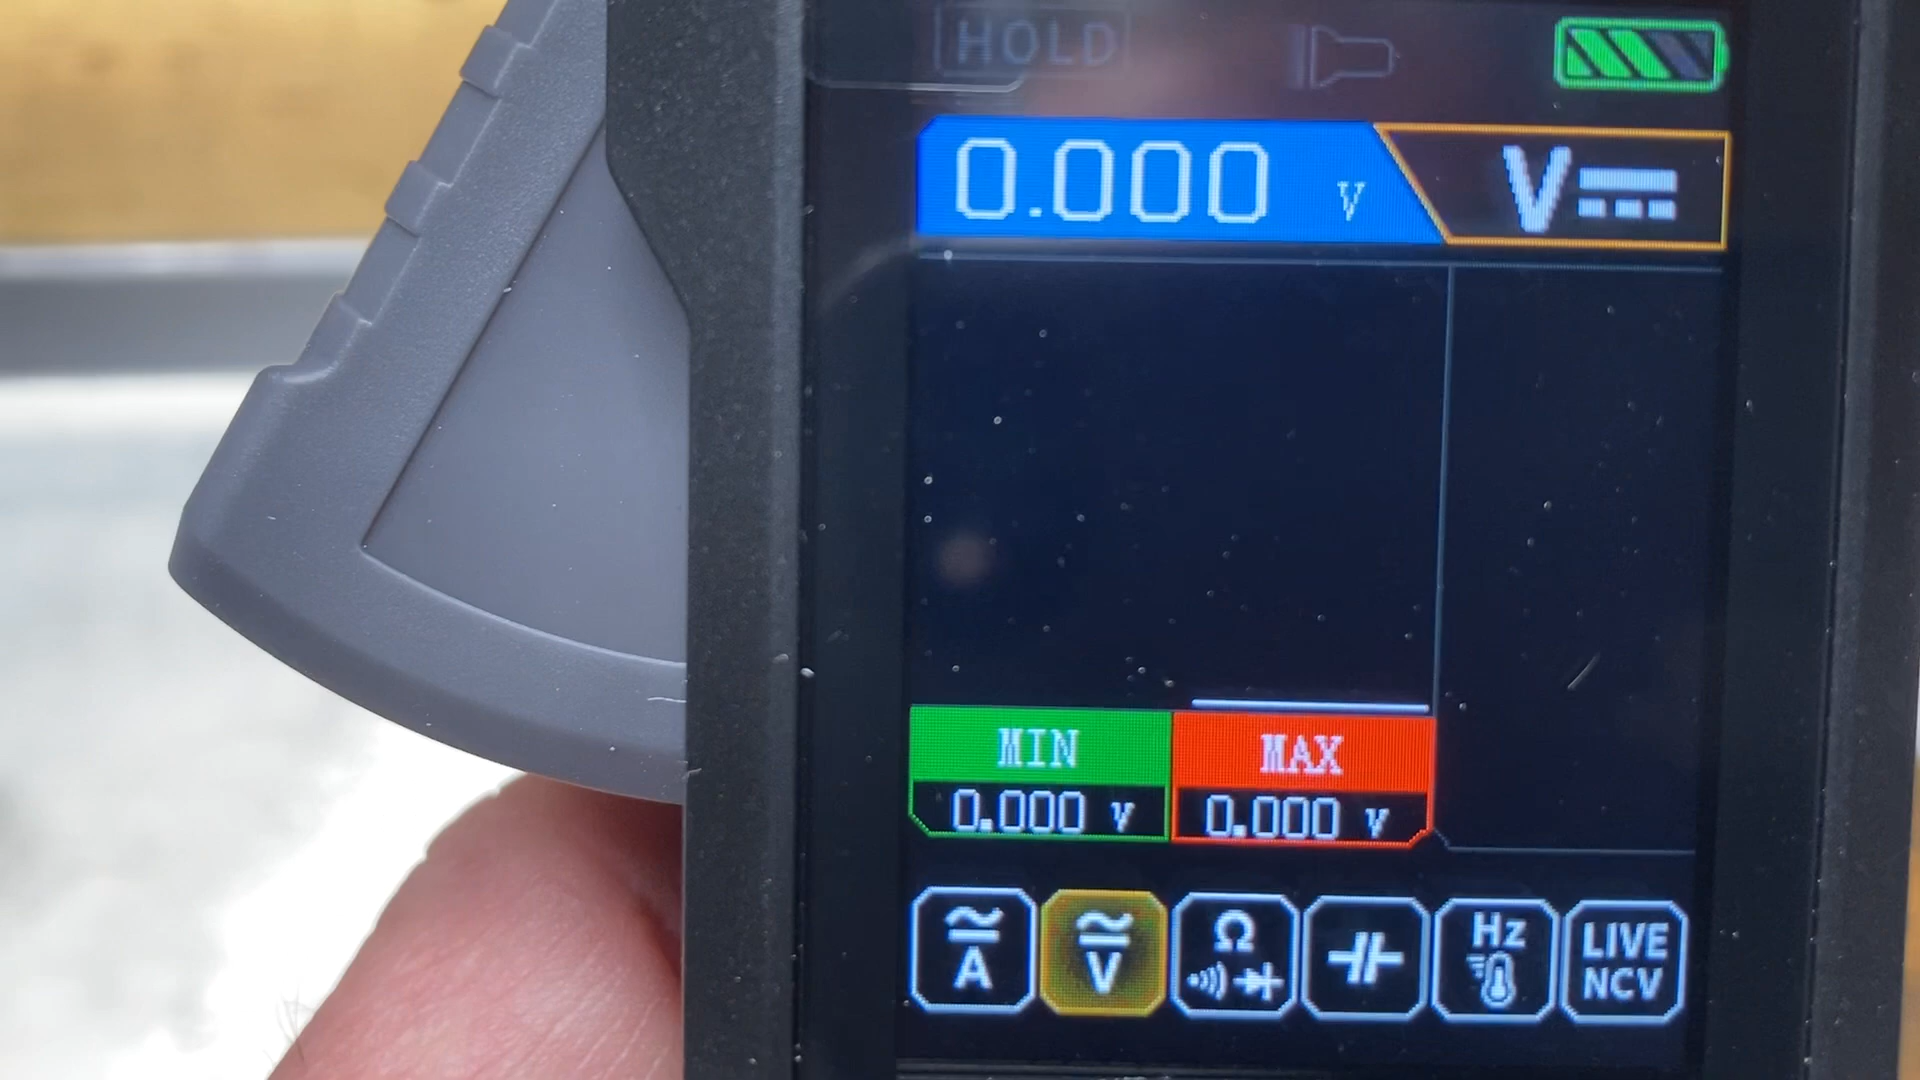 HOLD
0.000 V V
MIN MAX
0.000 V 0.000 V
A V Ω Hz LIVE NCV